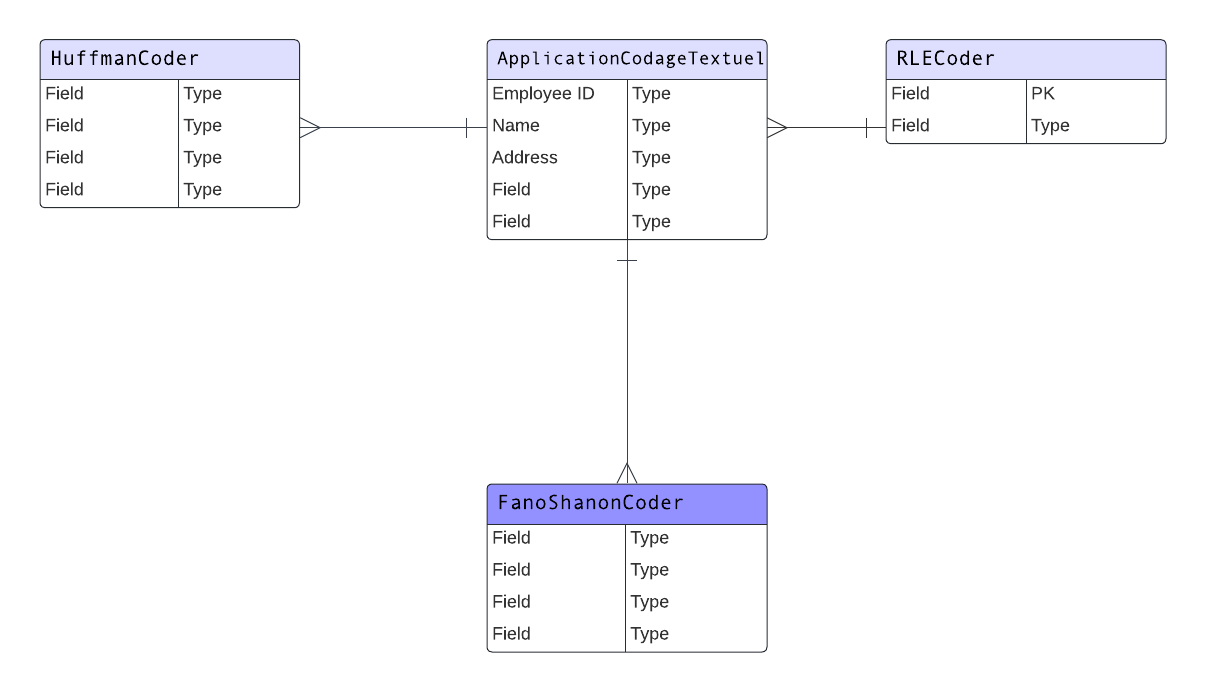 HuffmanCoder
Field Type
Field Type
Field Type
Field Type
ApplicationCodageTextuel
Employee ID Type
Name Type
Address Type
Field Type
Field Type
RLECoder
Field PK
Field Type
FanoShanonCoder
Field Type
Field Type
Field Type
Field Type